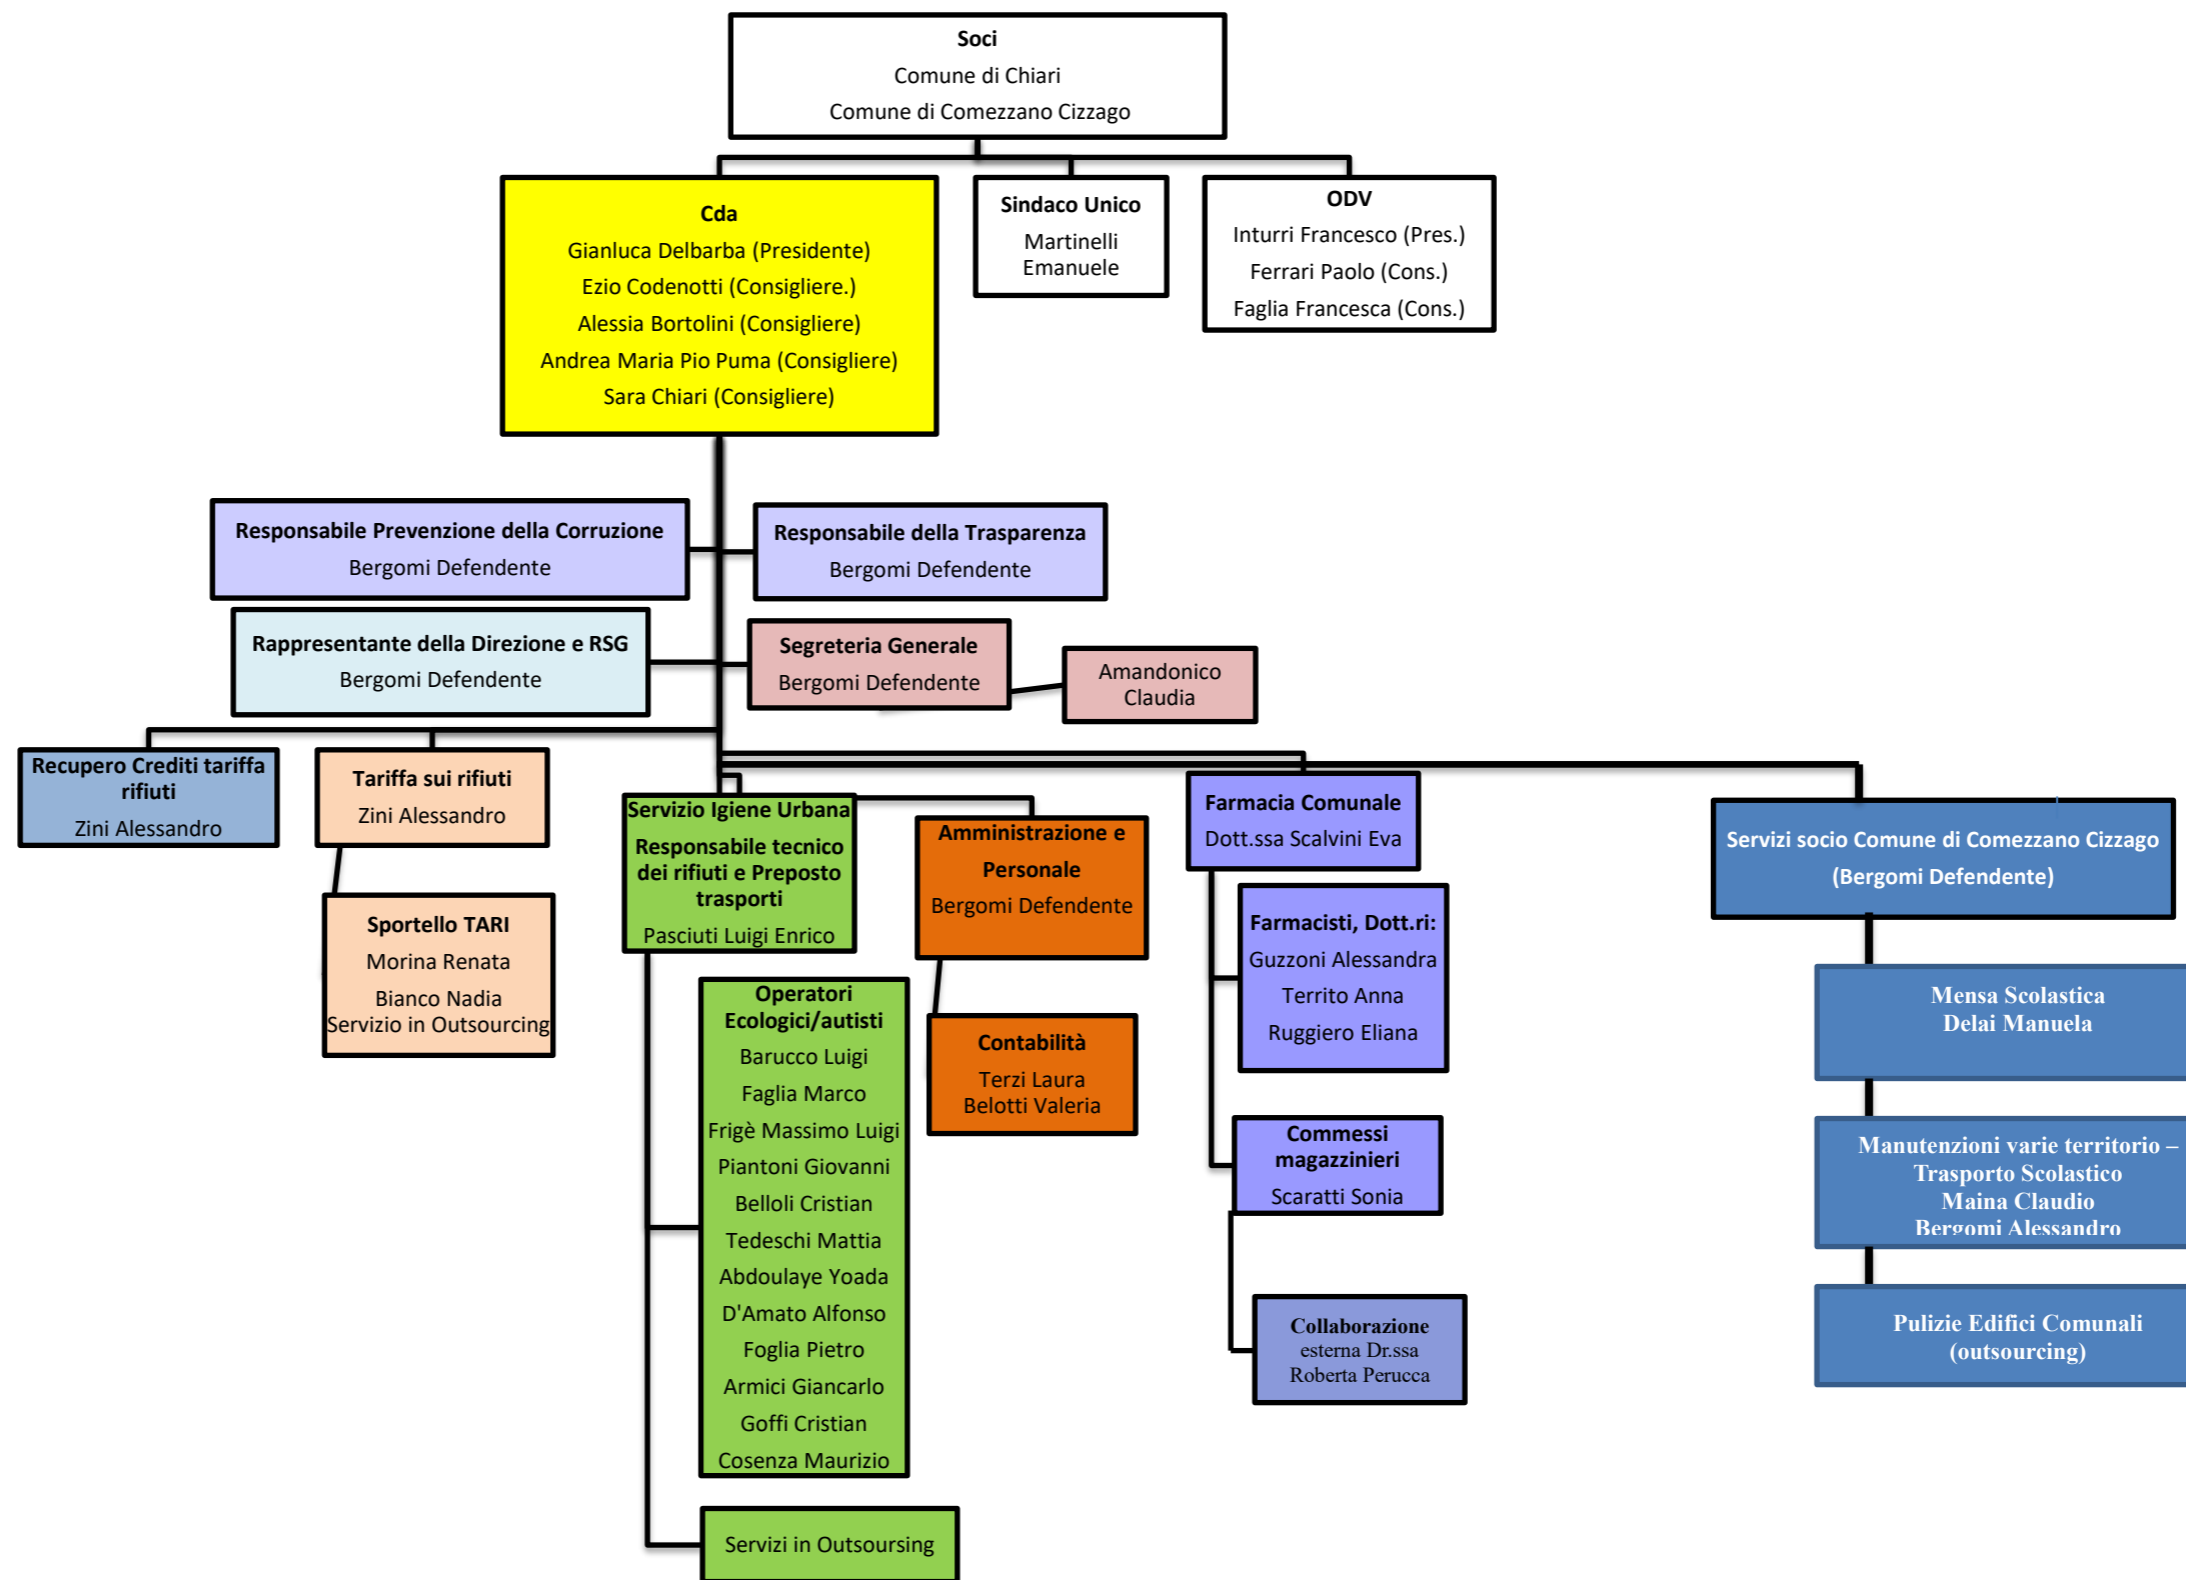 Soci
Comune di Chiari
Comune di Comezzano Cizzago
Cda
Gianluca Delbarba (Presidente)
Ezio Codenotti (Consigliere.)
Alessia Bortolini (Consigliere)
Andrea Maria Pio Puma (Consigliere)
Sara Chiari (Consigliere)
Sindaco Unico
Martinelli
Emanuele
ODV
Inturri Francesco (Pres.)
Ferrari Paolo (Cons.)
Faglia Francesca (Cons.)
Responsabile Prevenzione della Corruzione
Bergomi Defendente
Responsabile della Trasparenza
Bergomi Defendente
Rappresentante della Direzione e RSG
Bergomi Defendente
Segreteria Generale
Bergomi Defendente
Amandonico
Claudia
Recupero Crediti tariffa
rifiuti
Zini Alessandro
Tariffa sui rifiuti
Zini Alessandro
Sportello TARI
Morina Renata
Bianco Nadia
Servizio in Outsourcing
Servizio Igiene Urbana
Responsabile tecnico
dei rifiuti e Preposto
trasporti
Pasciuti Luigi Enrico
Operatori
Ecologici/autisti
Barucco Luigi
Faglia Marco
Frigè Massimo Luigi
Piantoni Giovanni
Belloli Cristian
Tedeschi Mattia
Abdoulaye Yoada
D'Amato Alfonso
Foglia Pietro
Armici Giancarlo
Goffi Cristian
Cosenza Maurizio
Servizi in Outsoursing
Amministrazione e
Personale
Bergomi Defendente
Contabilità
Terzi Laura
Belotti Valeria
Farmacia Comunale
Dott.ssa Scalvini Eva
Farmacisti, Dott.ri:
Guzzoni Alessandra
Territo Anna
Ruggiero Eliana
Commessi
magazzinieri
Scaratti Sonia
Collaborazione
esterna Dr.ssa
Roberta Perucca
Servizi socio Comune di Comezzano Cizzago
(Bergomi Defendente)
Mensa Scolastica
Delai Manuela
Manutenzioni varie territorio –
Trasporto Scolastico
Maina Claudio
Bergomi Alessandro
Pulizie Edifici Comunali
(outsourcing)